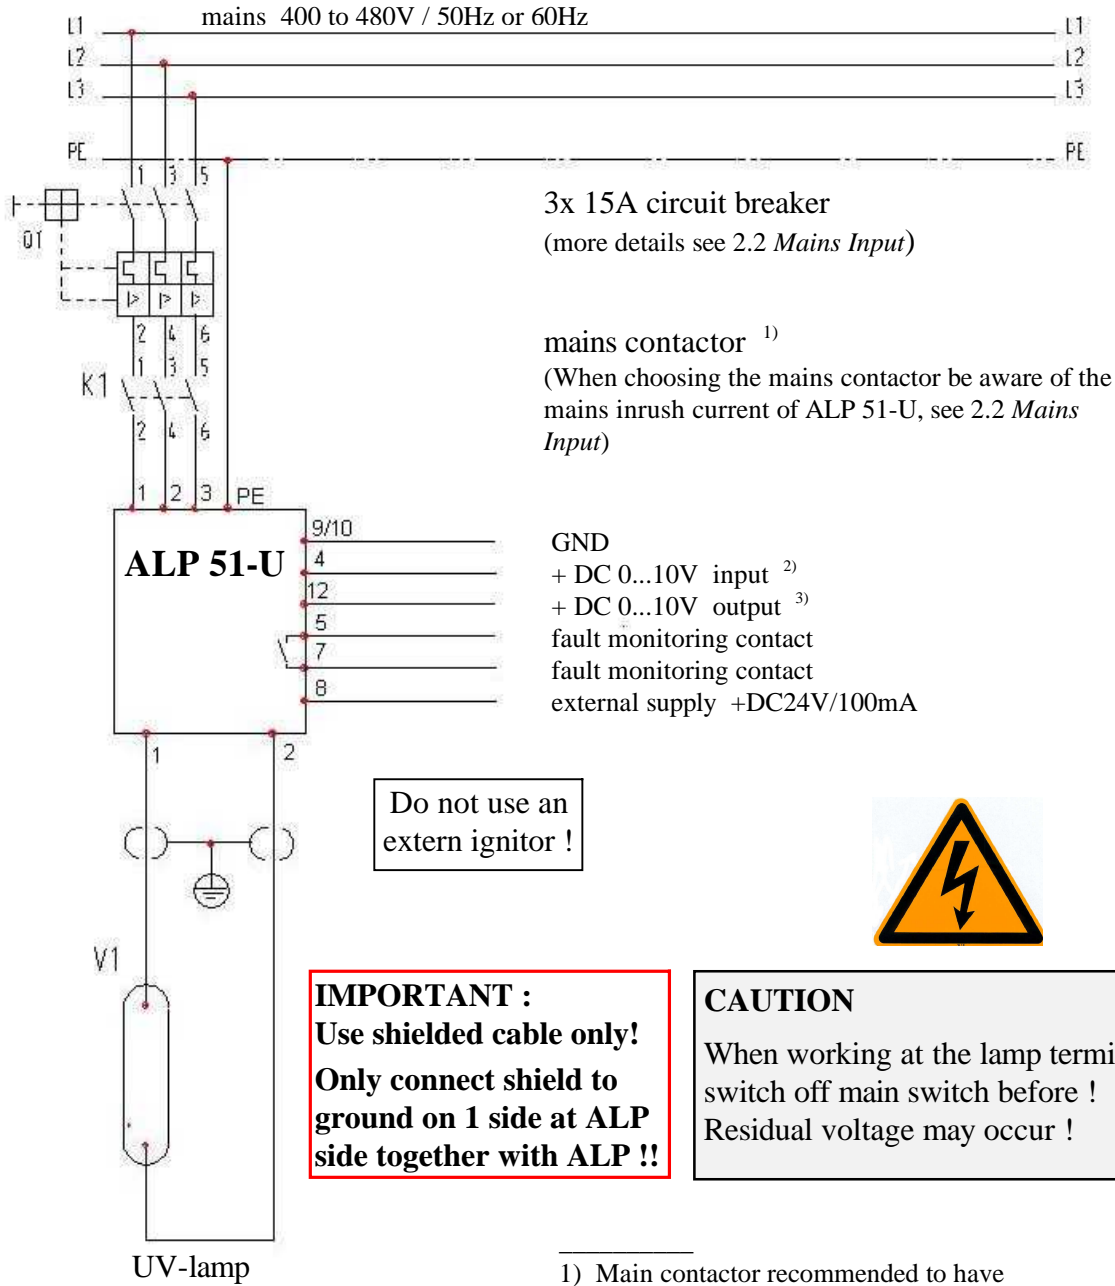 mains 400 to 480V / 50Hz or 60Hz
L1 L1
L2 L2
L3 L3
PE PE
1 3 5
Q1
3x 15A circuit breaker
(more details see 2.2 Mains Input)
I> I> I>
2 4 6
1 3 5
K1
2 4 6
mains contactor 1)
(When choosing the mains contactor be aware of the
mains inrush current of ALP 51-U, see 2.2 Mains
Input)
1 2 3 PE
ALP 51-U
9/10 GND
4 + DC 0...10V input 2)
12 + DC 0...10V output 3)
5 fault monitoring contact
7 fault monitoring contact
8 external supply +DC24V/100mA
1 2
Do not use an
extern ignitor !
V1
IMPORTANT :
Use shielded cable only!
Only connect shield to
ground on 1 side at ALP
side together with ALP !!
CAUTION
When working at the lamp termi
switch off main switch before !
Residual voltage may occur !
UV-lamp
1) Main contactor recommended to have